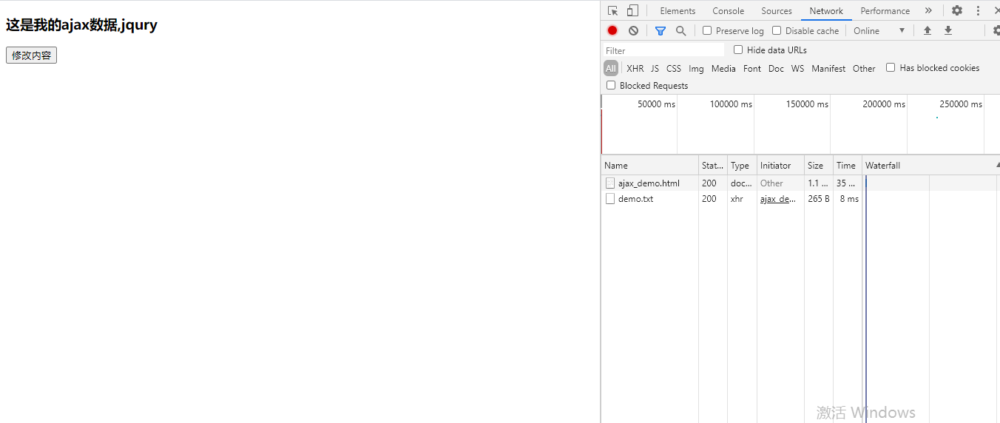 这是我的ajax数据,jqury
修改内容
Elements Console Sources Network Performance »
Preserve log Disable cache Online
Filter Hide data URLs
All XHR JS CSS Img Media Font Doc WS Manifest Other Has blocked cookies
Blocked Requests
50000 ms 100000 ms 150000 ms 200000 ms 250000 ms
Name Stat... Type Initiator Size Time Waterfall
ajax_demo.html 200 doc... Other 1.1 ... 35 ...
demo.txt 200 xhr ajax_de... 265 B 8 ms
激活 Windows